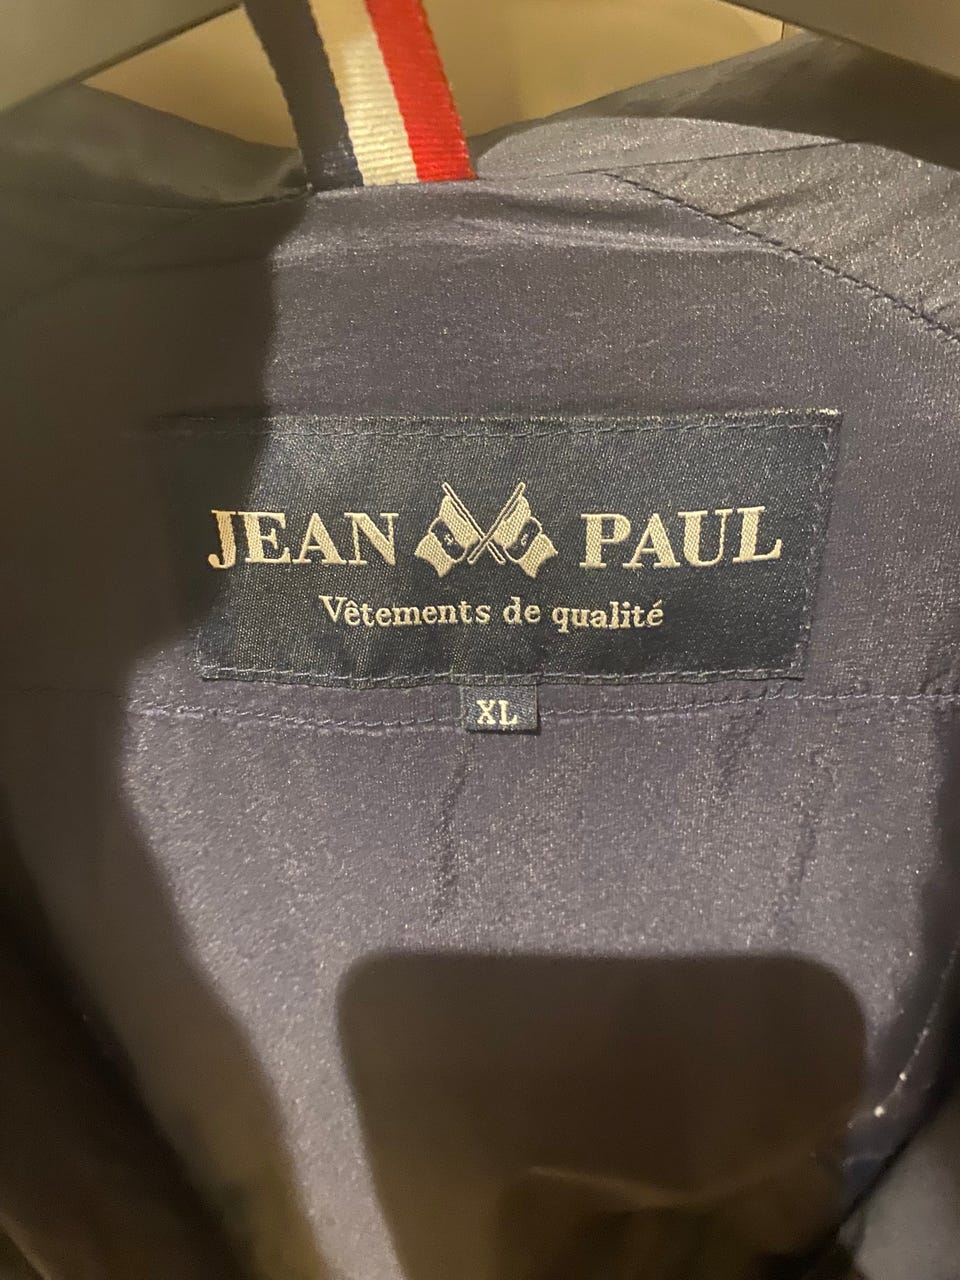 JEAN PAUL
Vêtements de qualité
XL